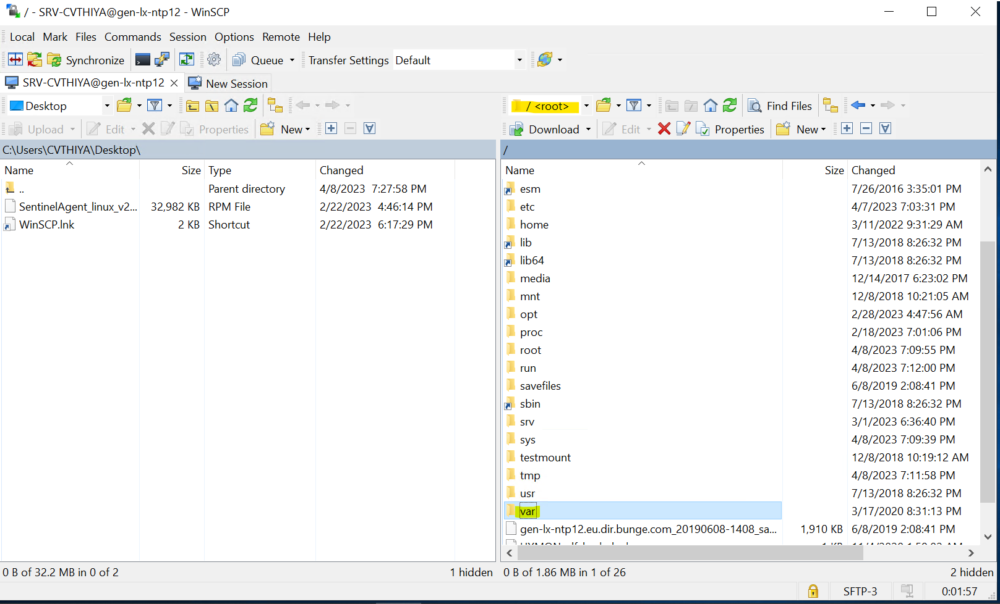 / - SRV-CVTHIYA@gen-lx-ntp12 - WinSCP
Local Mark Files Commands Session Options Remote Help
Synchronize Queue Transfer Settings Default
SRV-CVTHIYA@gen-lx-ntp12 New Session
Desktop / <root> Find Files
Upload Edit Properties New Download Edit Properties New
C:\Users\CVTHIYA\Desktop\ /
Name Size Type Changed
.. Parent directory 4/8/2023 7:27:58 PM
SentinelAgent_linux_v2... 32,982 KB RPM File 2/22/2023 4:46:14 PM
WinSCP.lnk 2 KB Shortcut 2/22/2023 6:17:29 PM
Name Size Changed
esm 7/26/2016 3:35:01 PM
etc 4/7/2023 7:03:31 PM
home 3/11/2022 9:31:29 AM
lib 7/13/2018 8:26:32 PM
lib64 7/13/2018 8:26:32 PM
media 12/14/2017 6:23:02 PM
mnt 12/8/2018 10:21:05 AM
opt 2/28/2023 4:47:56 AM
proc 2/18/2023 7:01:06 PM
root 4/8/2023 7:09:55 PM
run 4/8/2023 7:12:00 PM
savefiles 6/8/2019 2:08:41 PM
sbin 7/13/2018 8:26:32 PM
srv 3/1/2023 6:36:40 PM
sys 4/8/2023 7:09:39 PM
testmount 12/8/2018 10:19:12 AM
tmp 4/8/2023 7:11:58 PM
usr 7/13/2018 8:26:32 PM
var 3/17/2020 8:31:13 PM
gen-lx-ntp12.eu.dir.bunge.com_20190608-1408_sa... 1,910 KB 6/8/2019 2:08:41 PM
0 B of 32.2 MB in 0 of 2 1 hidden
0 B of 1.86 MB in 1 of 26 2 hidden
SFTP-3 0:01:57